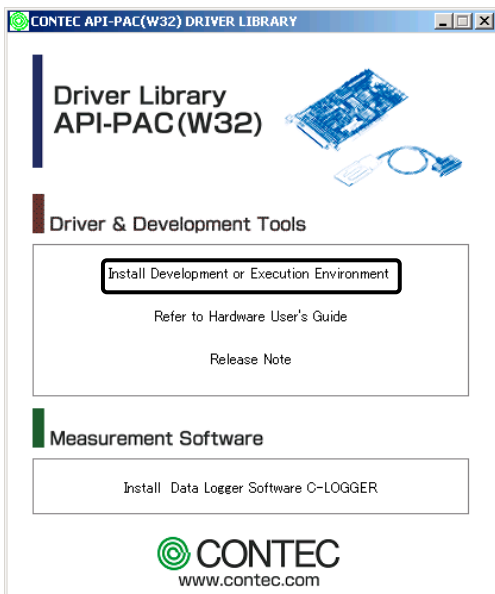 CONTEC API-PAC(W32) DRIVER LIBRARY
Driver Library
API-PAC(W32)
Driver & Development Tools
Install Development or Execution Environment
Refer to Hardware User's Guide
Release Note
Measurement Software
Install Data Logger Software C-LOGGER
CONTEC
www.contec.com